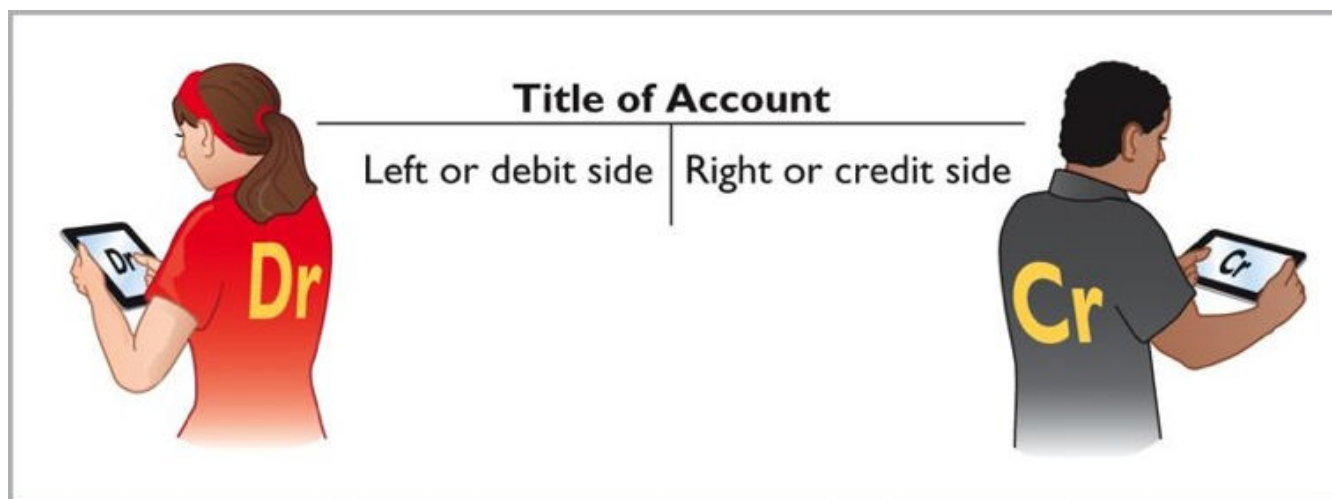 Title of Account
Left or debit side
Right or credit side
Dr
Dr
Cr
Cr